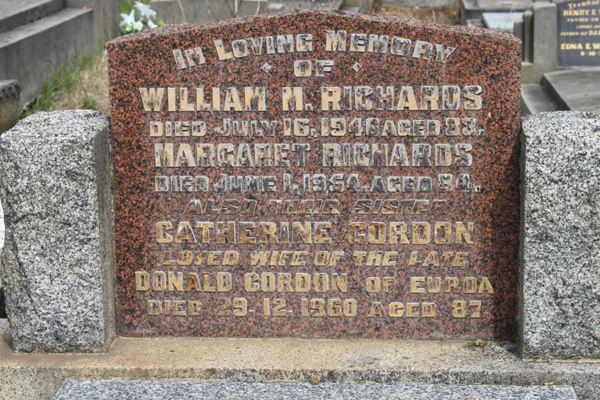 IN LOVING MEMORY
OF
WILLIAM M. RICHARDS
DIED JULY 16, 1946 AGED 83.
MARGARET RICHARDS
DIED JUNE 1, 1954, AGED 84.
ALSO THEIR SISTER
CATHERINE GORDON
LOVED WIFE OF THE LATE
DONALD GORDON OF EUROA
DIED 29.12.1960 AGED 87
HENRY
EDNA E. W